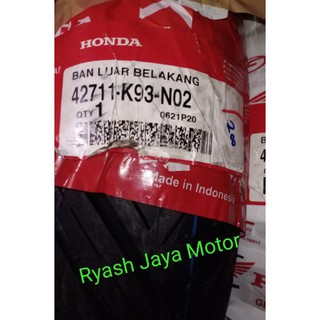 HONDA
BAN LUAR BELAKANG
42711-K93-N02
QTY 1
0621P20
Made in Indonesia
Ryash Jaya Motor